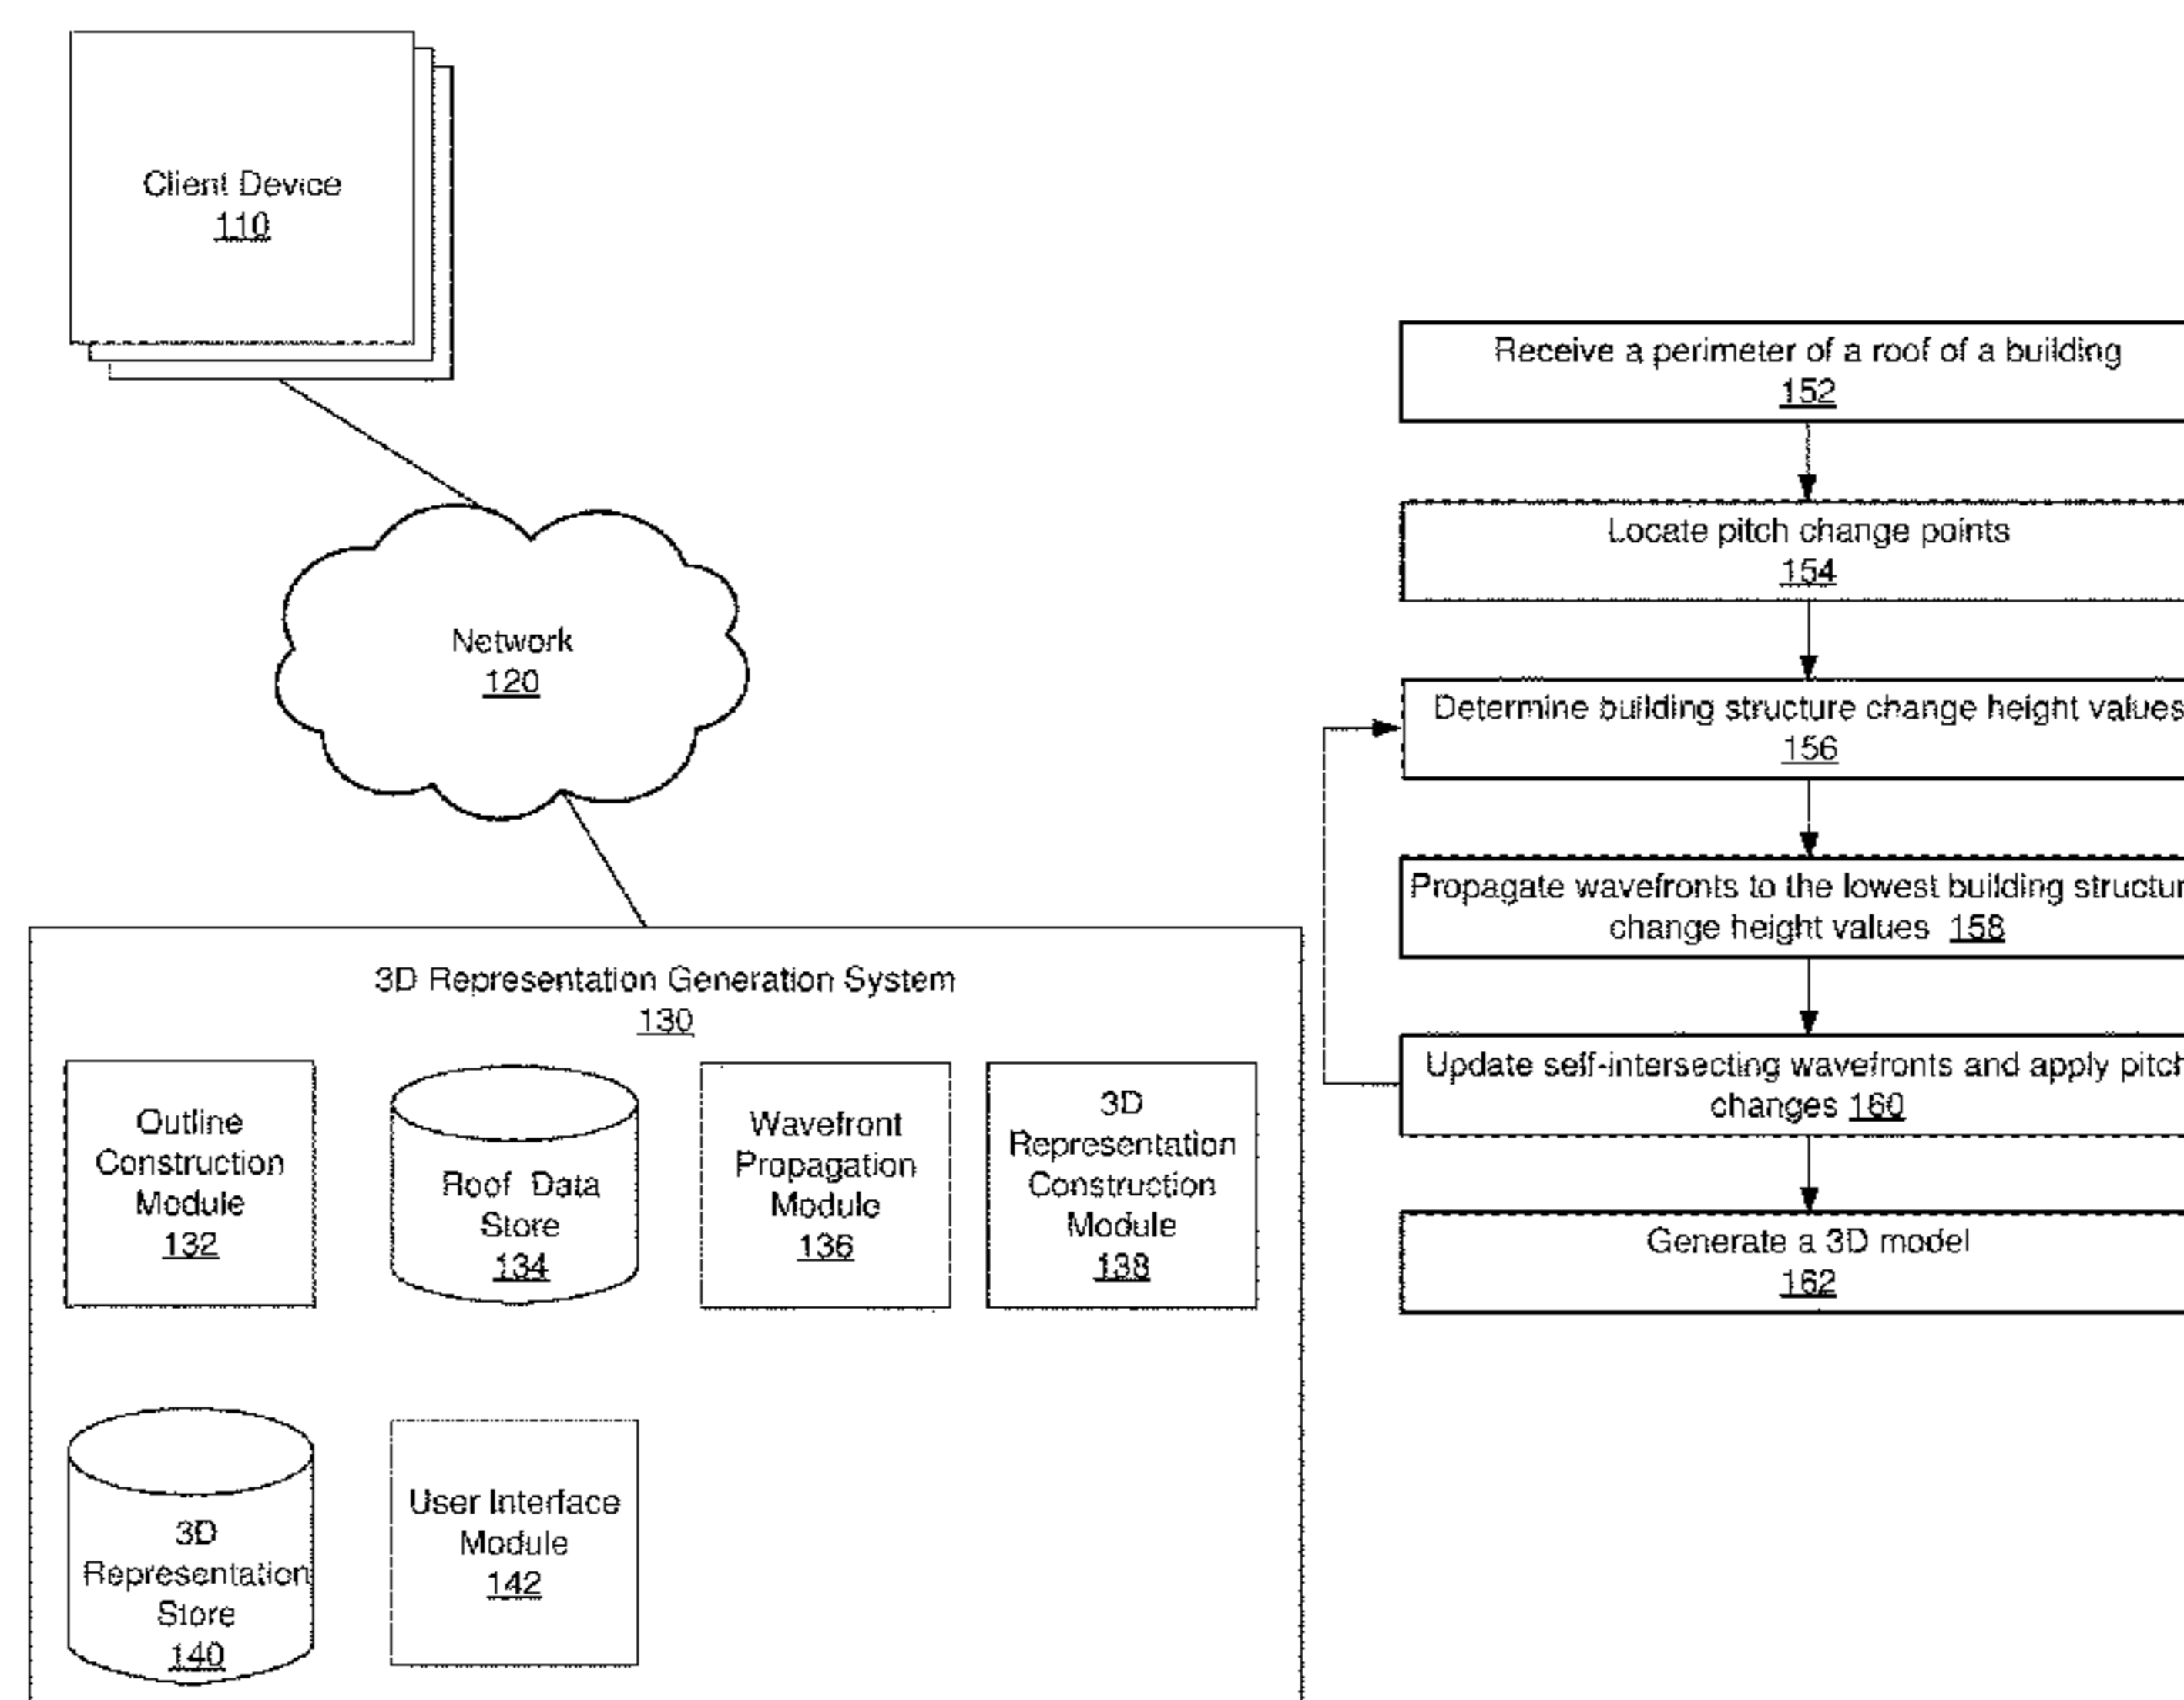 Client Device
110
Network
120
3D Representation Generation System
130
Outline
Construction
Module
132
Roof Data
Store
134
Wavefront
Propagation
Module
136
3D
Representation
Construction
Module
138
3D
Representation
Store
140
User Interface
Module
142
Receive a perimeter of a roof of a building
152
Locate pitch change points
154
Determine building structure change height values
156
Propagate wavefronts to the lowest building structur
change height values 158
Update self-intersecting wavefronts and apply pitch
changes 160
Generate a 3D model
162